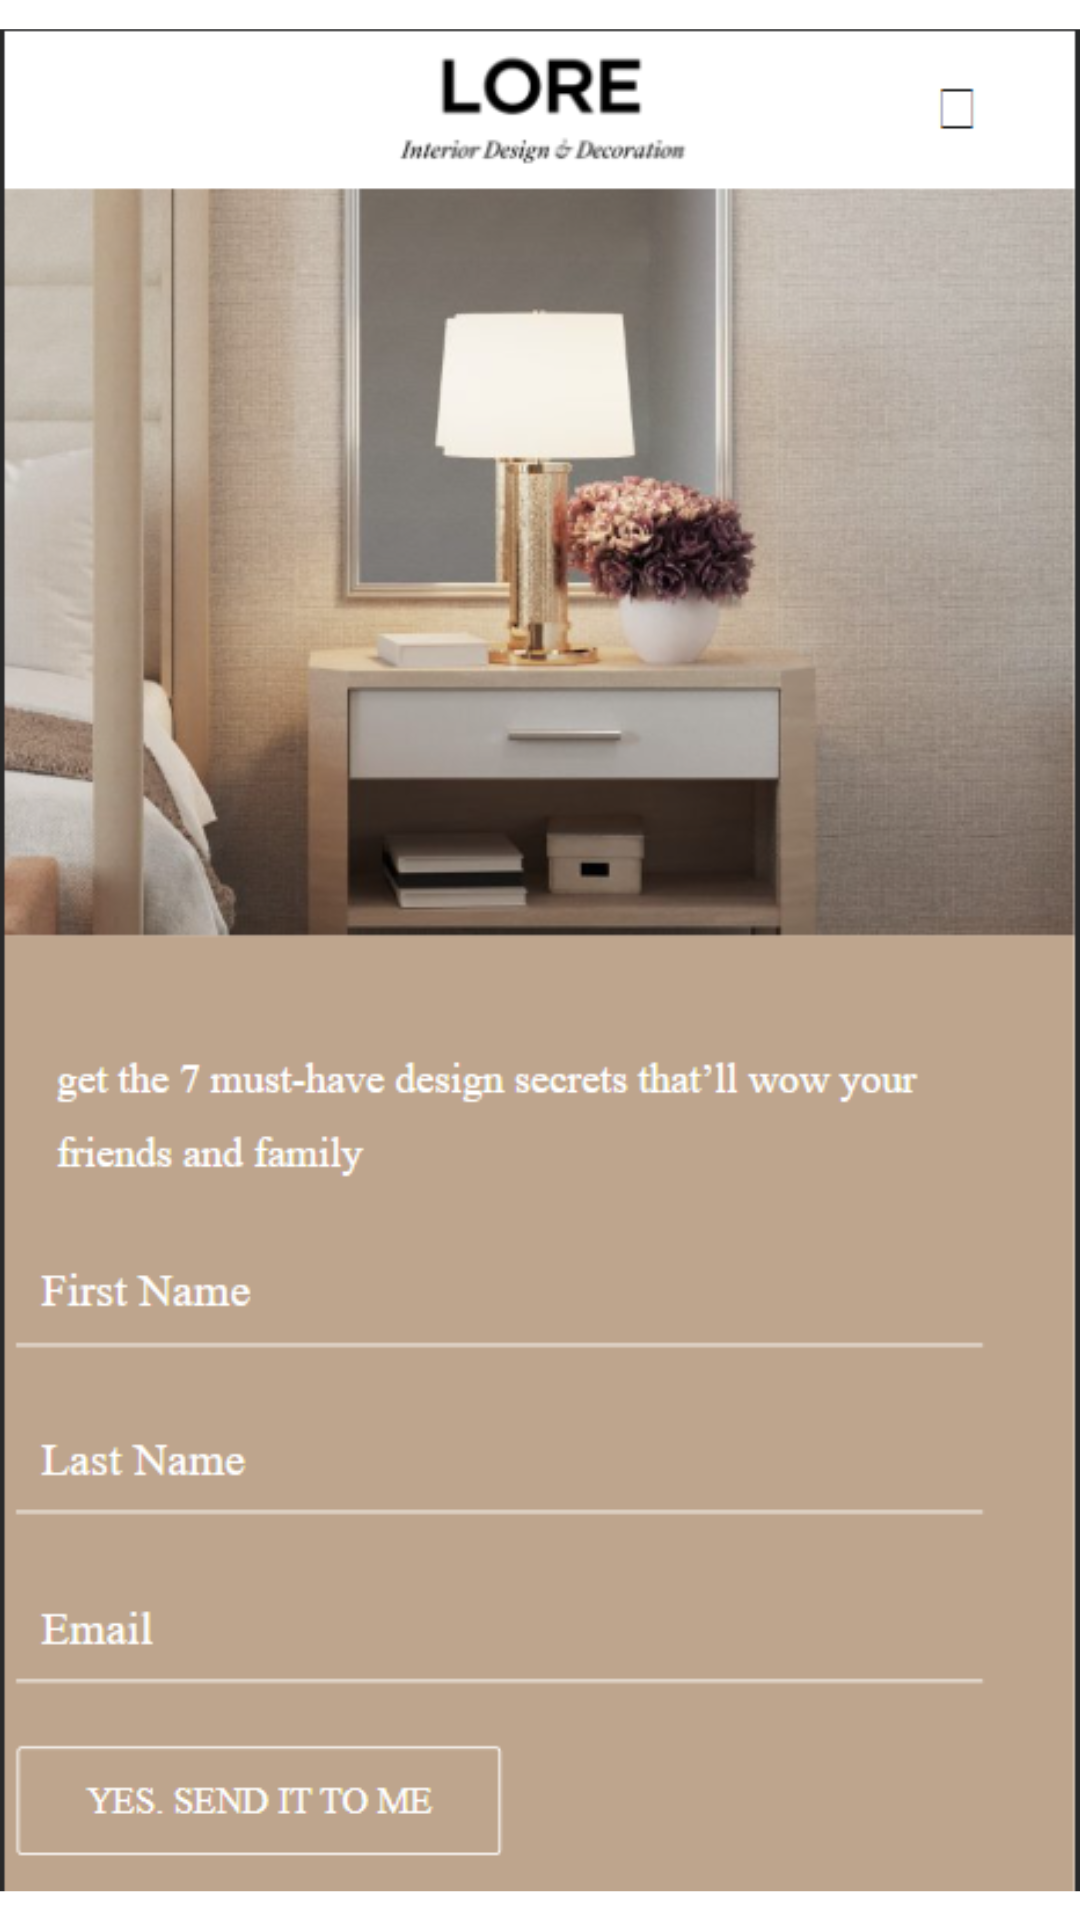 LORE
Interior Design & Decoration
get the 7 must-have design secrets that’ll wow your
friends and family
First Name
Last Name
Email
YES. SEND IT TO ME